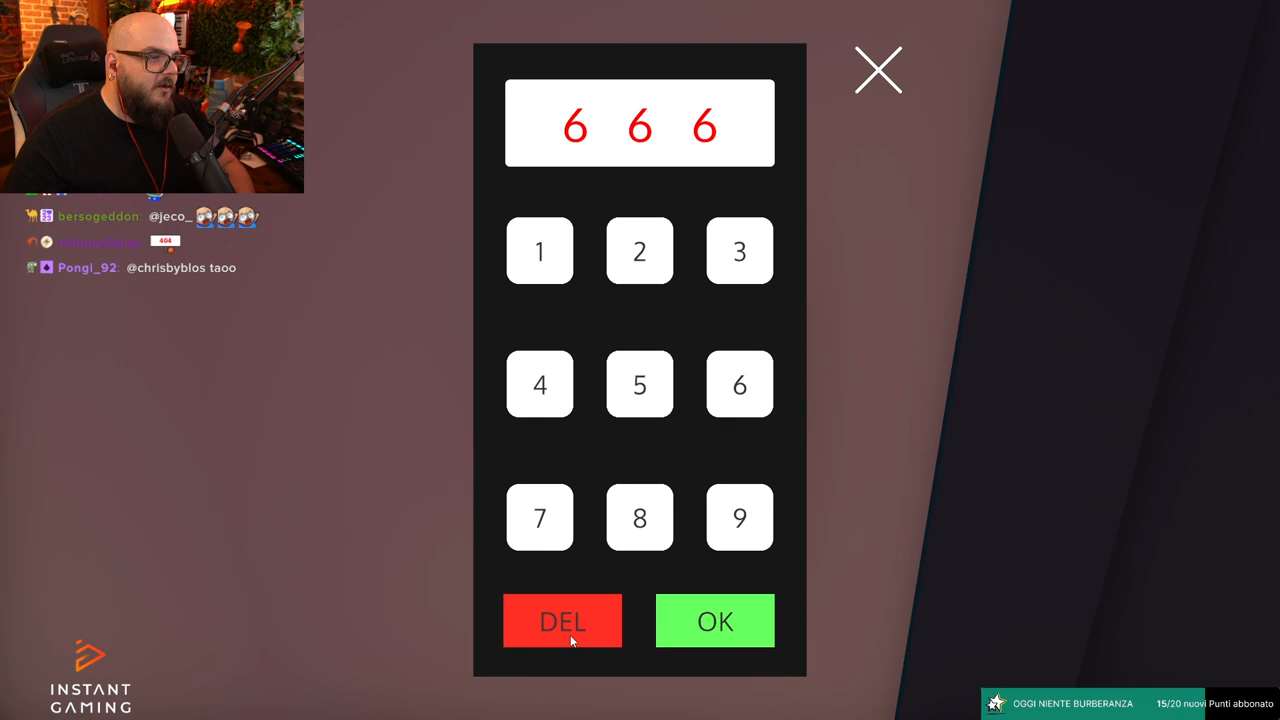 6 6 6
1 2 3
4 5 6
7 8 9
DEL OK
bersogeddon: @jeco_
404
Pongi_92: @chrisbyblos taoo
INSTANT
GAMING
OGGI NIENTE BURBERANZA 15/20 nuovi Punti abbonato